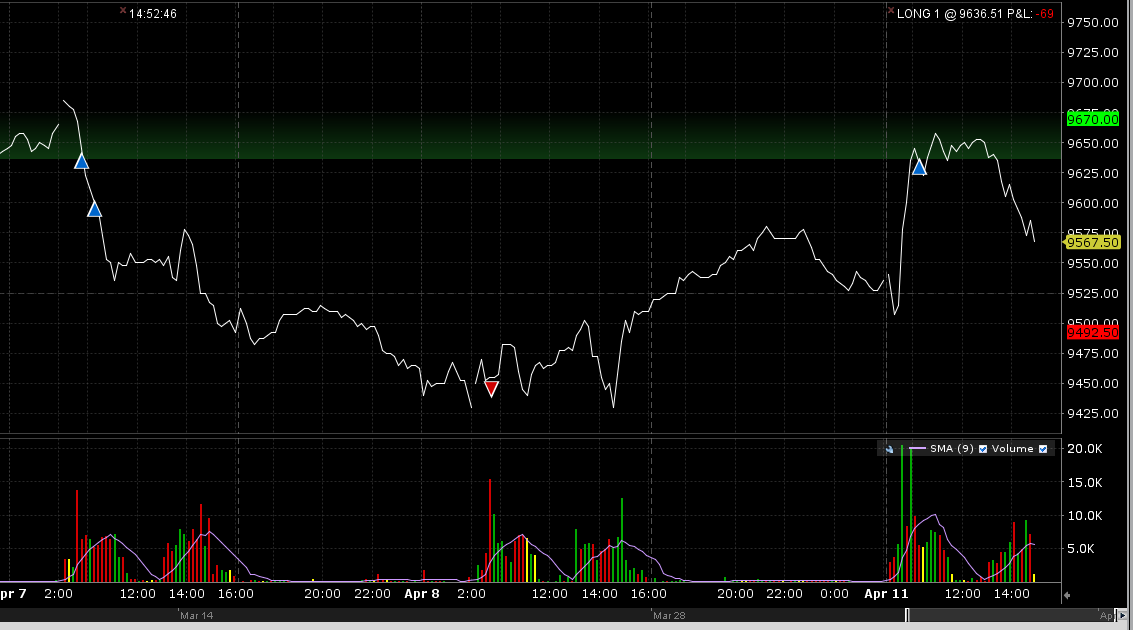 14:52:46
LONG 1 @ 9636.51 P&L: -69
9750.00
9725.00
9700.00
9675.00
9670.00
9650.00
9625.00
9600.00
9575.00
9567.50
9550.00
9525.00
9500.00
9492.50
9475.00
9450.00
9425.00
SMA (9) Volume
20.0K
15.0K
10.0K
5.0K
pr 7 2:00 12:00 14:00 16:00 20:00 22:00 Apr 8 2:00 12:00 14:00 16:00 20:00 22:00 0:00 Apr 11 12:00 14:00
Mar 14 Mar 28 Ap